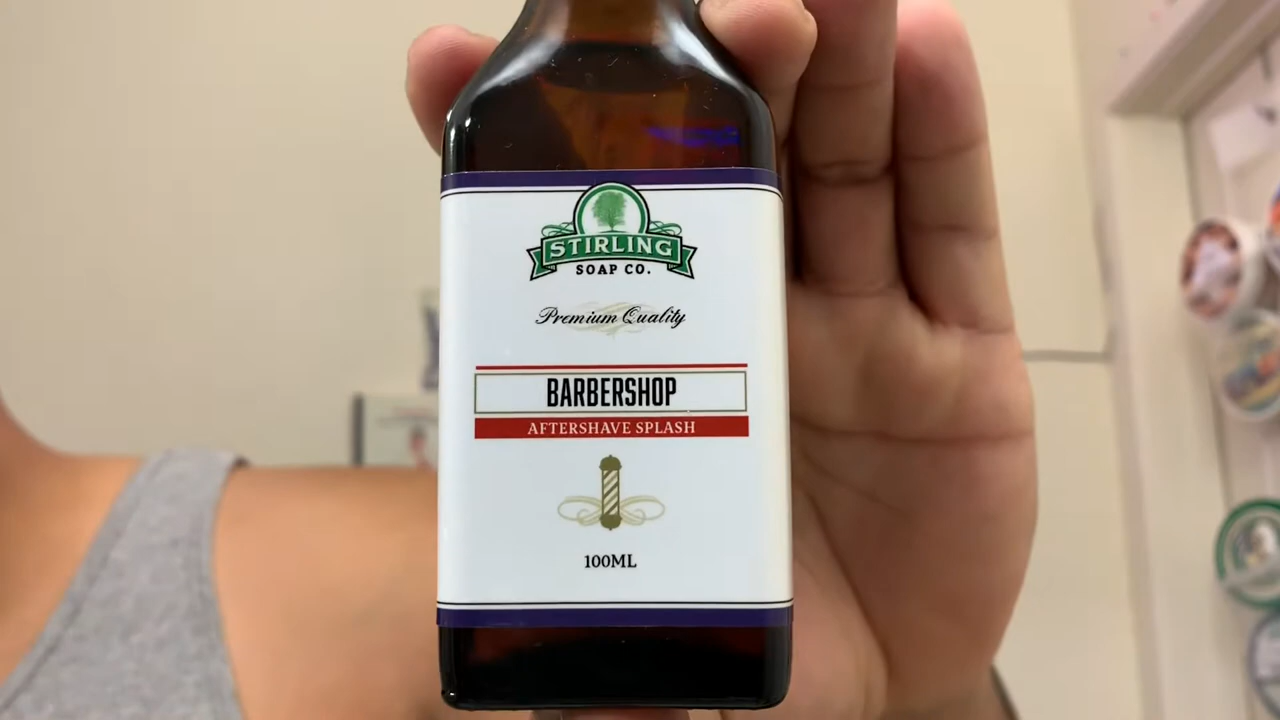 STIRLING
SOAP CO.
Premium Quality
BARBERSHOP
AFTERSHAVE SPLASH
100ML